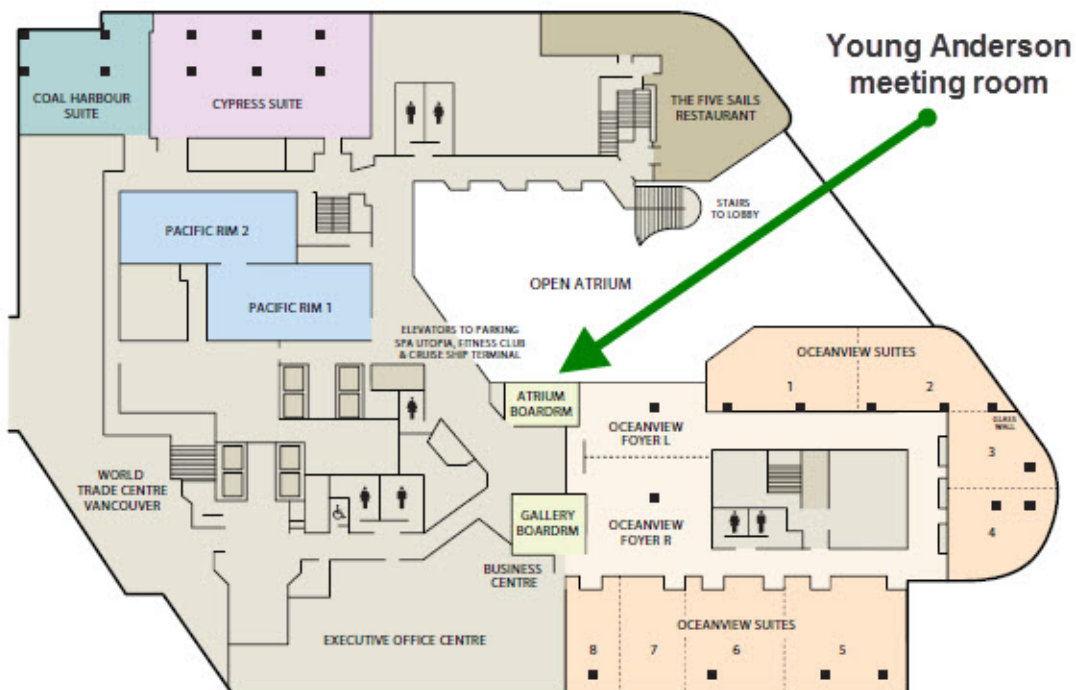 Young Anderson
meeting room
COAL HARBOUR
SUITE
CYPRESS SUITE
THE FIVE SAILS
RESTAURANT
STAIRS
TO LOBBY
PACIFIC RIM 2
OPEN ATRIUM
PACIFIC RIM 1
ELEVATORS TO PARKING
SPA UTOPIA, FITNESS CLUB
& CRUISE SHIP TERMINAL
OCEANVIEW SUITES
1
2
ATRIUM
BOARDRM
OCEANVIEW
FOYER L
GLASS
WALL
3
WORLD
TRADE CENTRE
VANCOUVER
GALLERY
BOARDRM
OCEANVIEW
FOYER R
4
BUSINESS
CENTRE
EXECUTIVE OFFICE CENTRE
OCEANVIEW SUITES
8
7
6
5